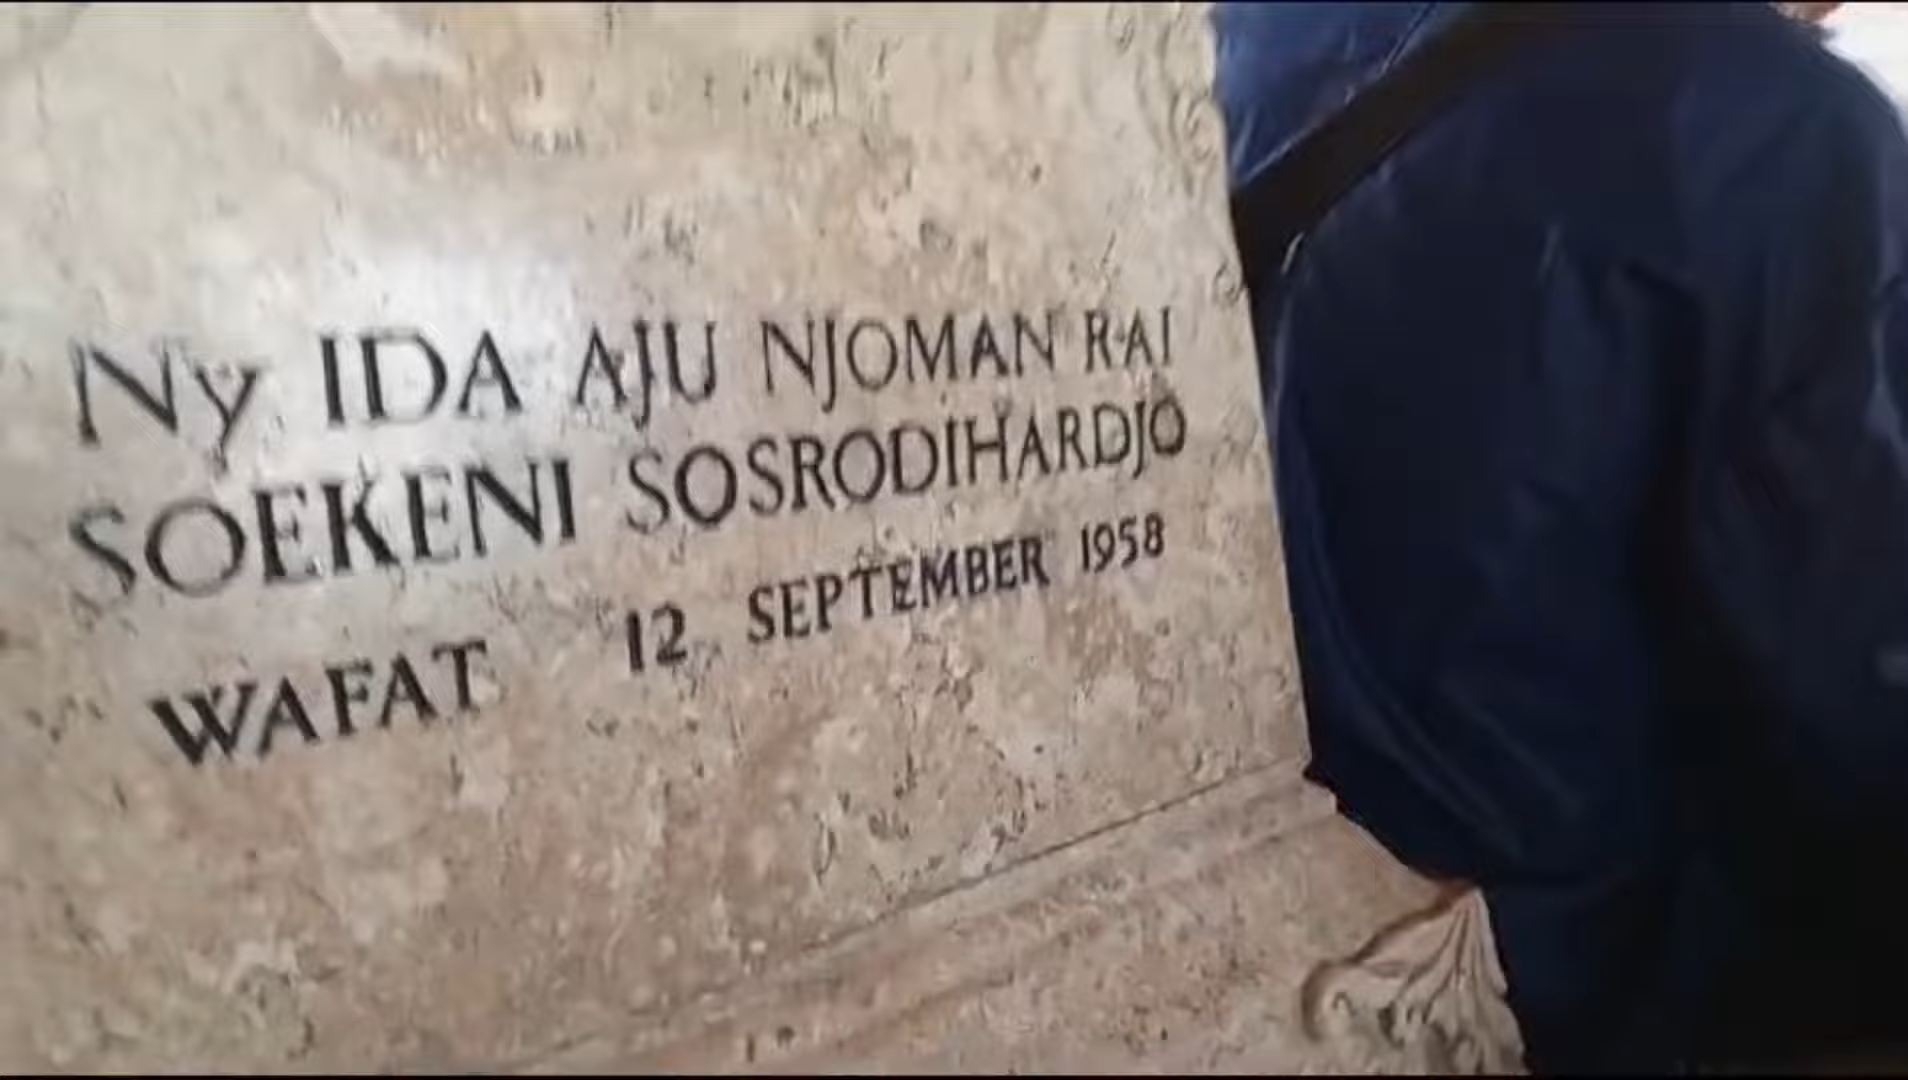 Ny IDA AJU NJOMAN RAI
SOEKENI SOSRODIHARDJO
WAFAT 12 SEPTEMBER 1958